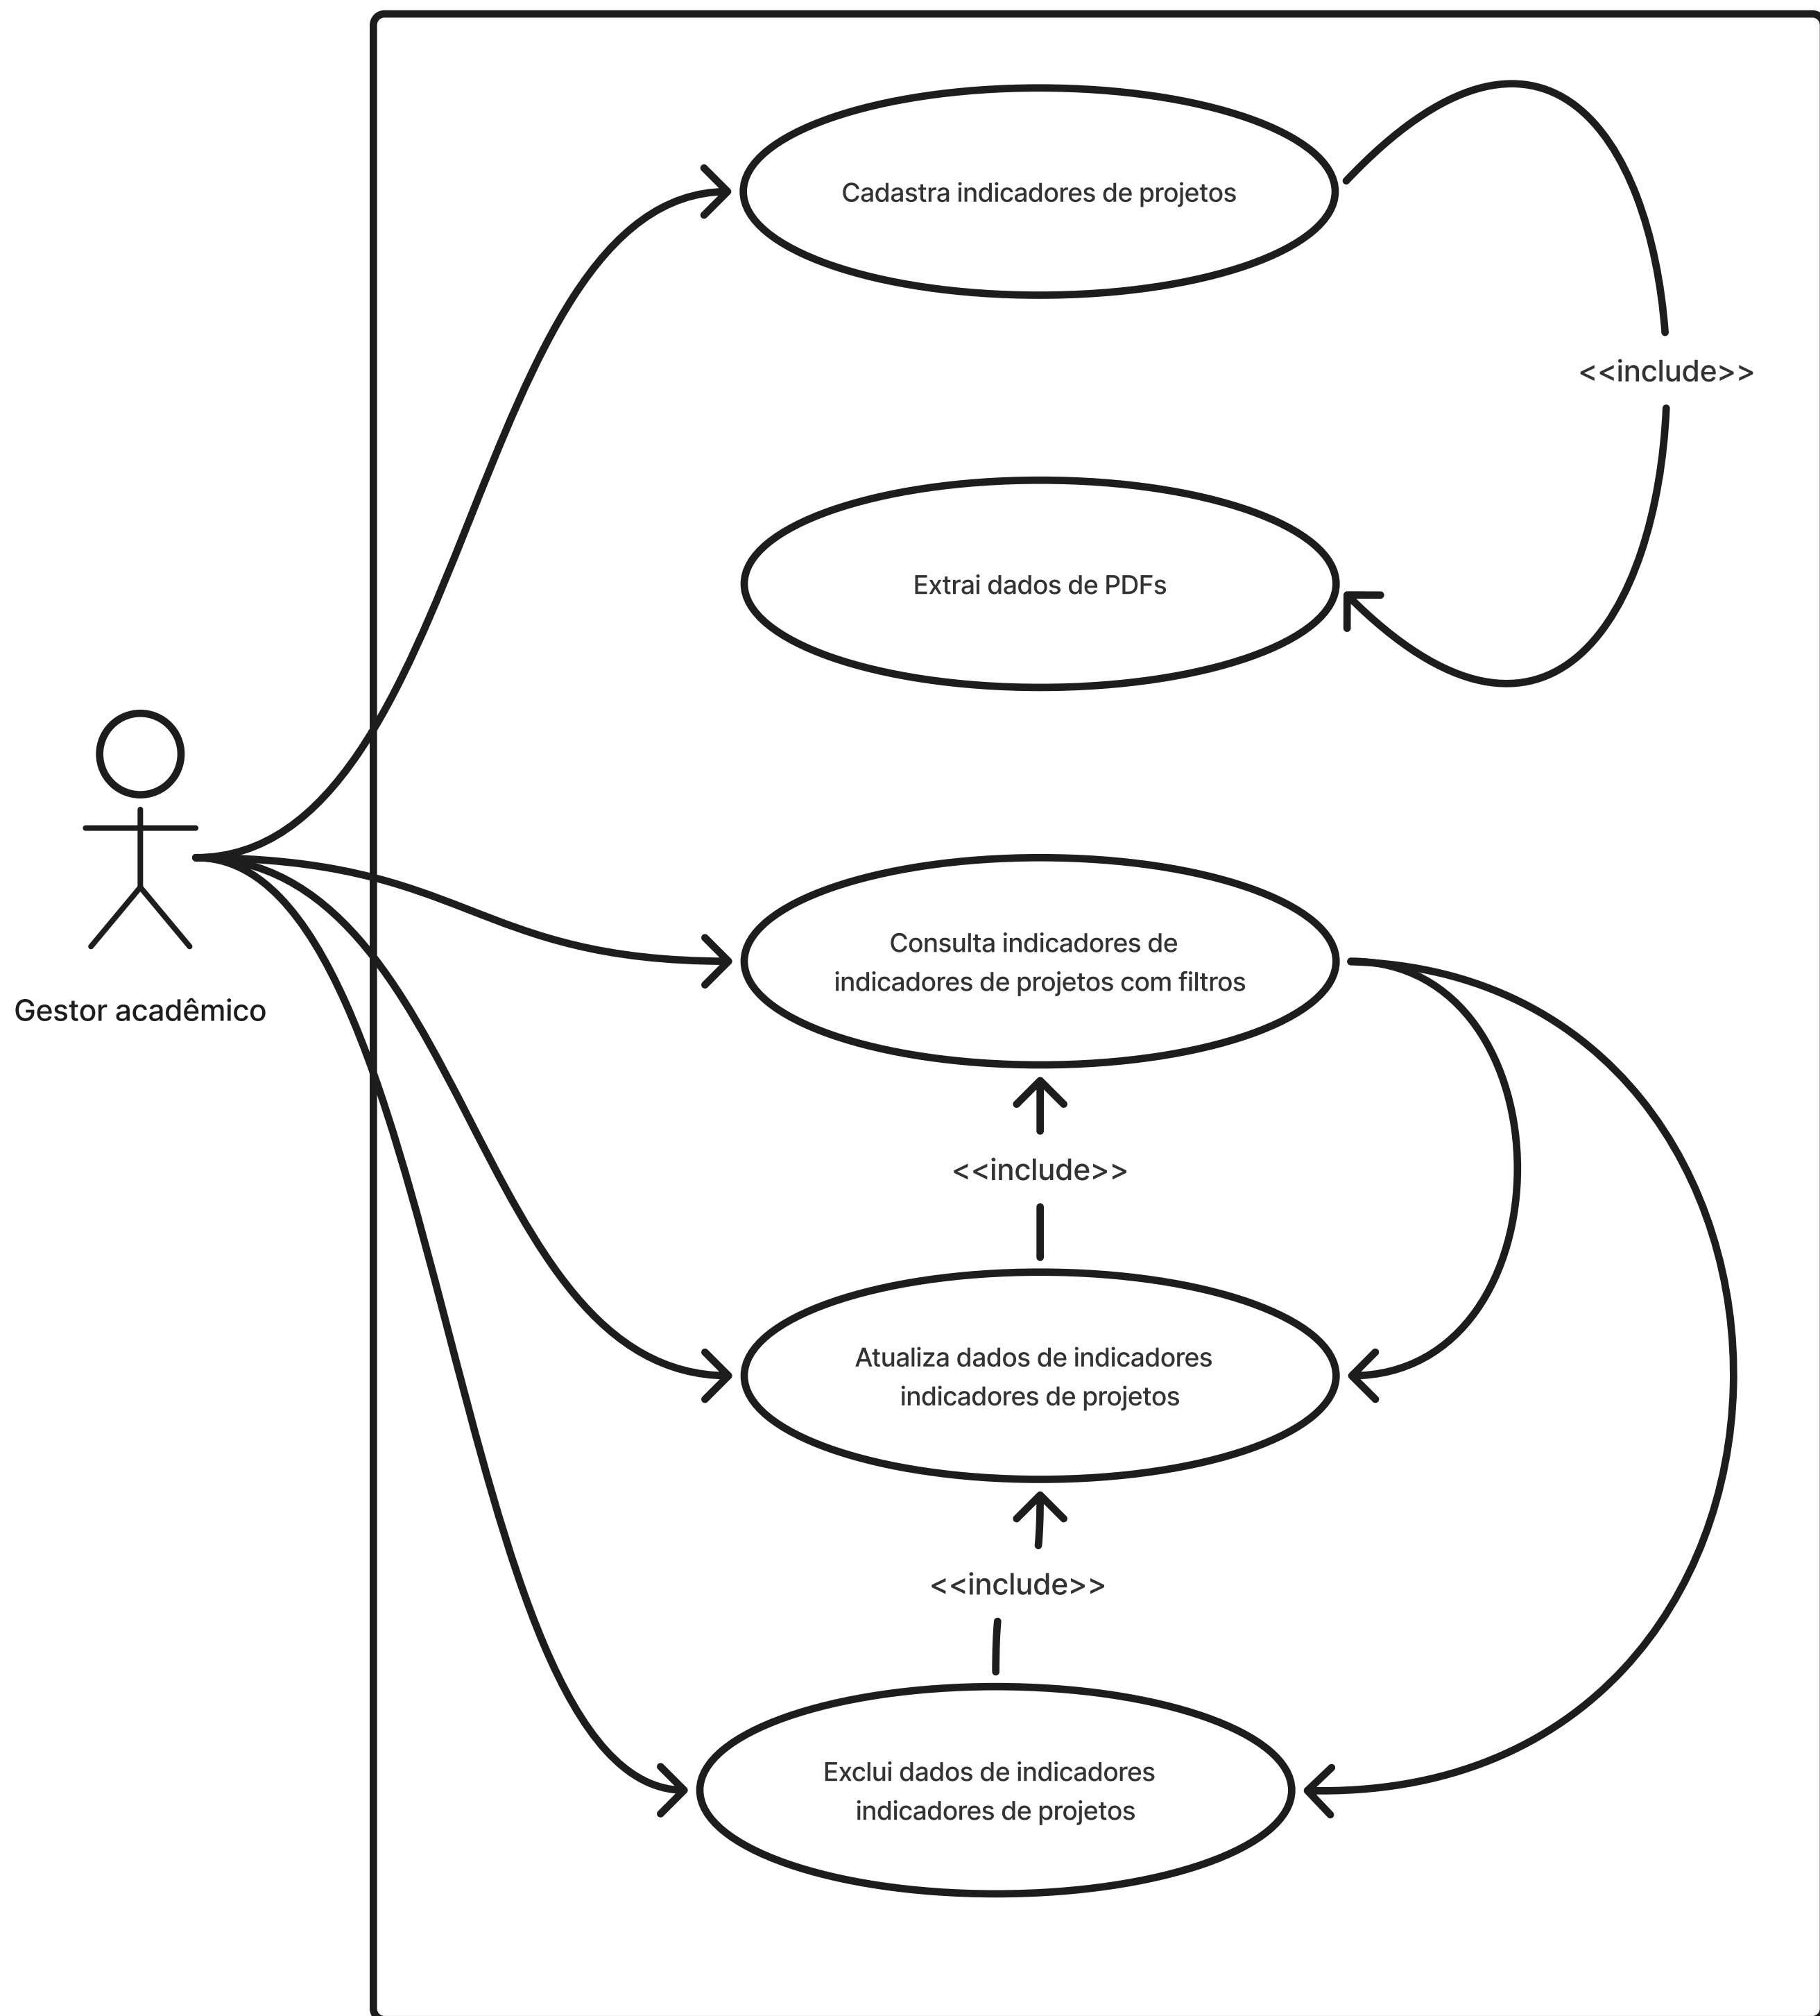 Cadastra indicadores de projetos
<<include>>
Extrai dados de PDFs
Gestor acadêmico
Consulta indicadores de
indicadores de projetos com filtros
<<include>>
Atualiza dados de indicadores
indicadores de projetos
<<include>>
Exclui dados de indicadores
indicadores de projetos